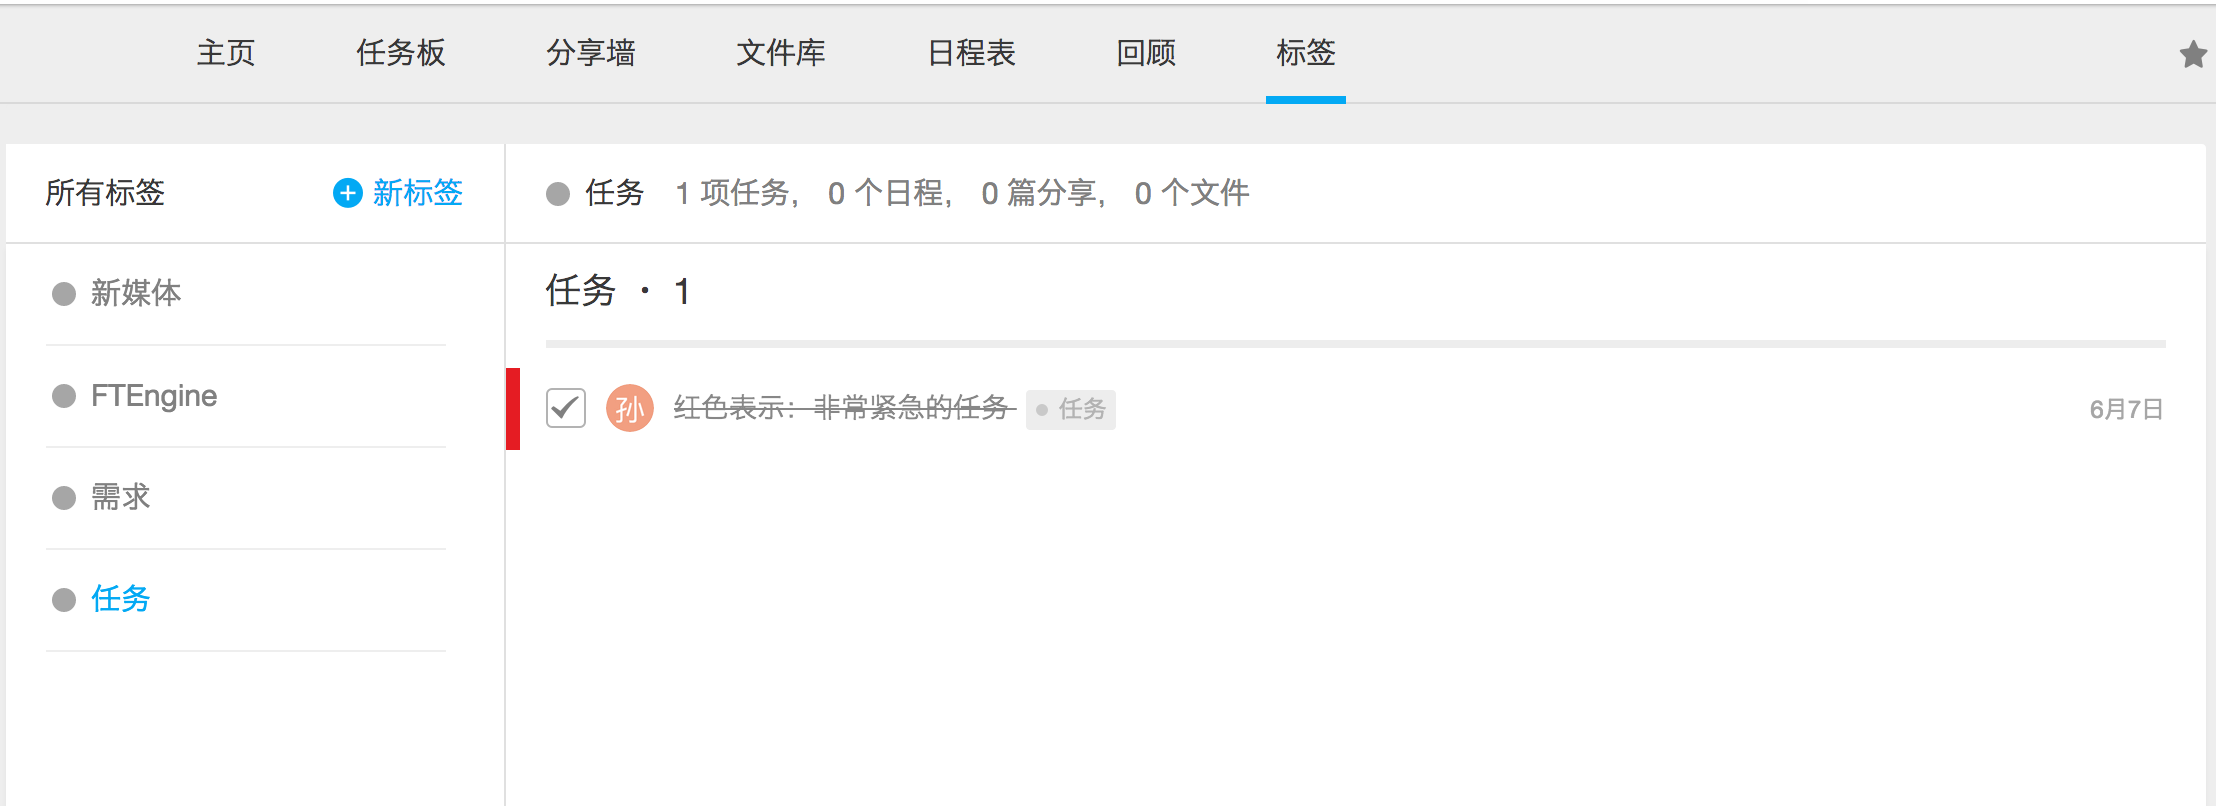 主页 任务板 分享墙 文件库 日程表 回顾 标签
所有标签 新标签
新媒体
FTEngine
需求
任务
任务 1 项任务， 0 个日程， 0 篇分享， 0 个文件
任务 · 1
孙 红色表示：非常紧急的任务 任务 6月7日